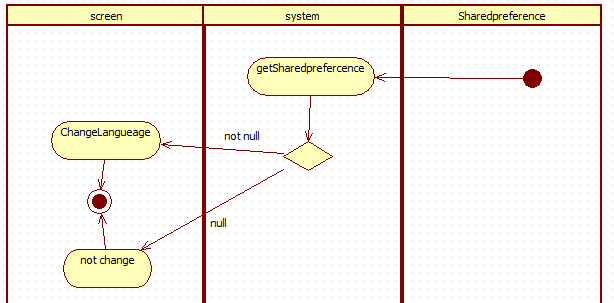 screen
system
Sharedpreference
getSharedprefercence
ChangeLangueage
not null
null
not change